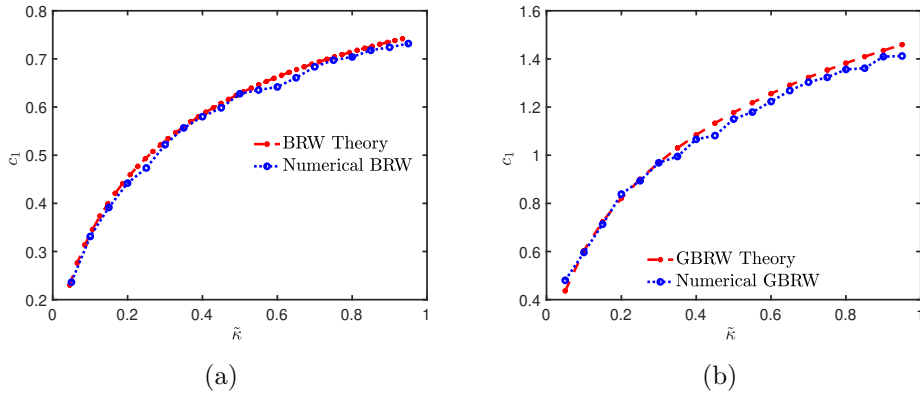 0.8
0.7
0.6
0.5
0.4
0.3
0.2
c₁
BRW Theory
Numerical BRW
0 0.2 0.4 0.6 0.8 1
κ̃
(a)
1.6
1.4
1.2
1
0.8
0.6
0.4
c₁
GBRW Theory
Numerical GBRW
0 0.2 0.4 0.6 0.8 1
κ̃
(b)